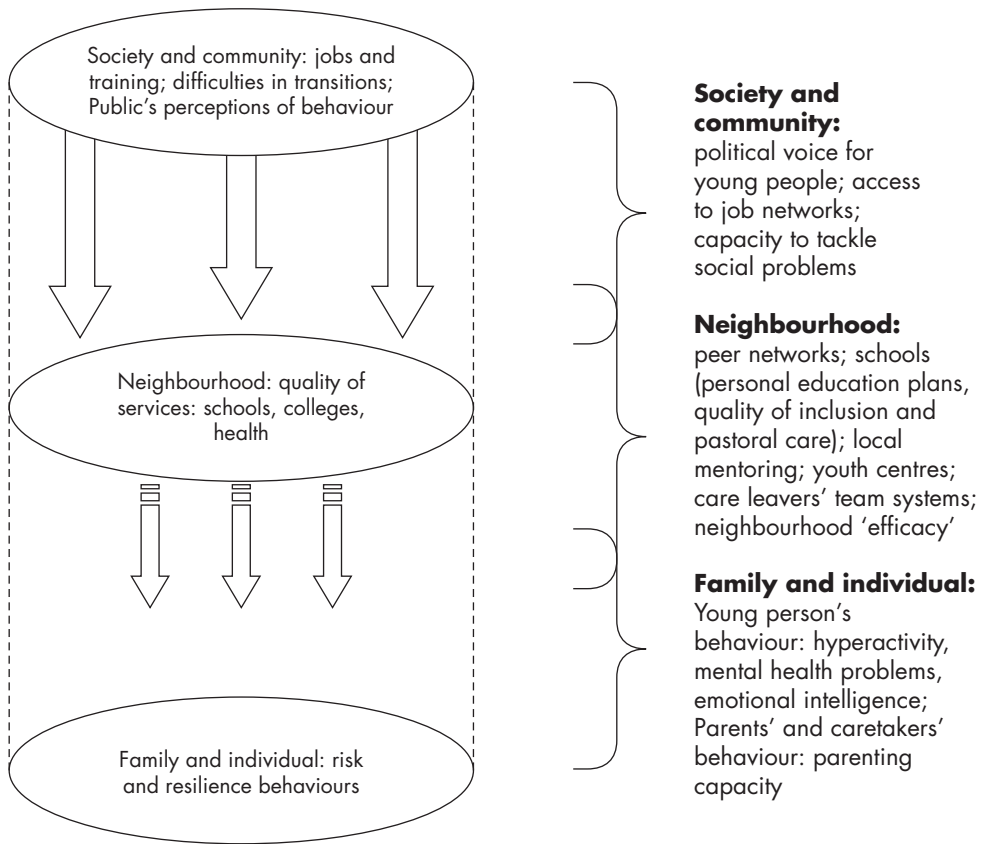 Society and community: jobs and
training; difficulties in transitions;
Public's perceptions of behaviour
Neighbourhood: quality of
services: schools, colleges,
health
Family and individual: risk
and resilience behaviours
Society and
community:
political voice for
young people; access
to job networks;
capacity to tackle
social problems
Neighbourhood:
peer networks; schools
(personal education plans,
quality of inclusion and
pastoral care); local
mentoring; youth centres;
care leavers' team systems;
neighbourhood 'efficacy'
Family and individual:
Young person's
behaviour: hyperactivity,
mental health problems,
emotional intelligence;
Parents' and caretakers'
behaviour: parenting
capacity